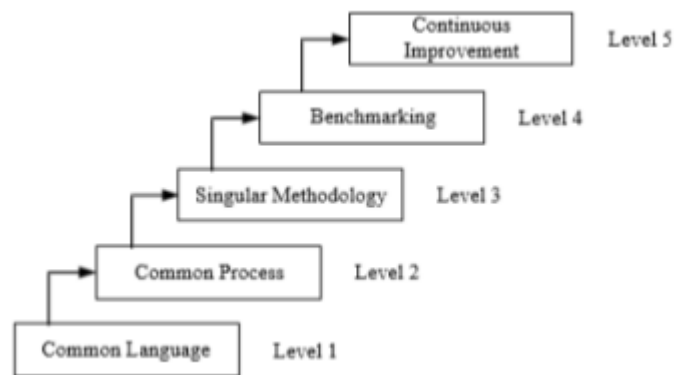 Continuous
Improvement
Level 5
Benchmarking
Level 4
Singular Methodology
Level 3
Common Process
Level 2
Common Language
Level 1